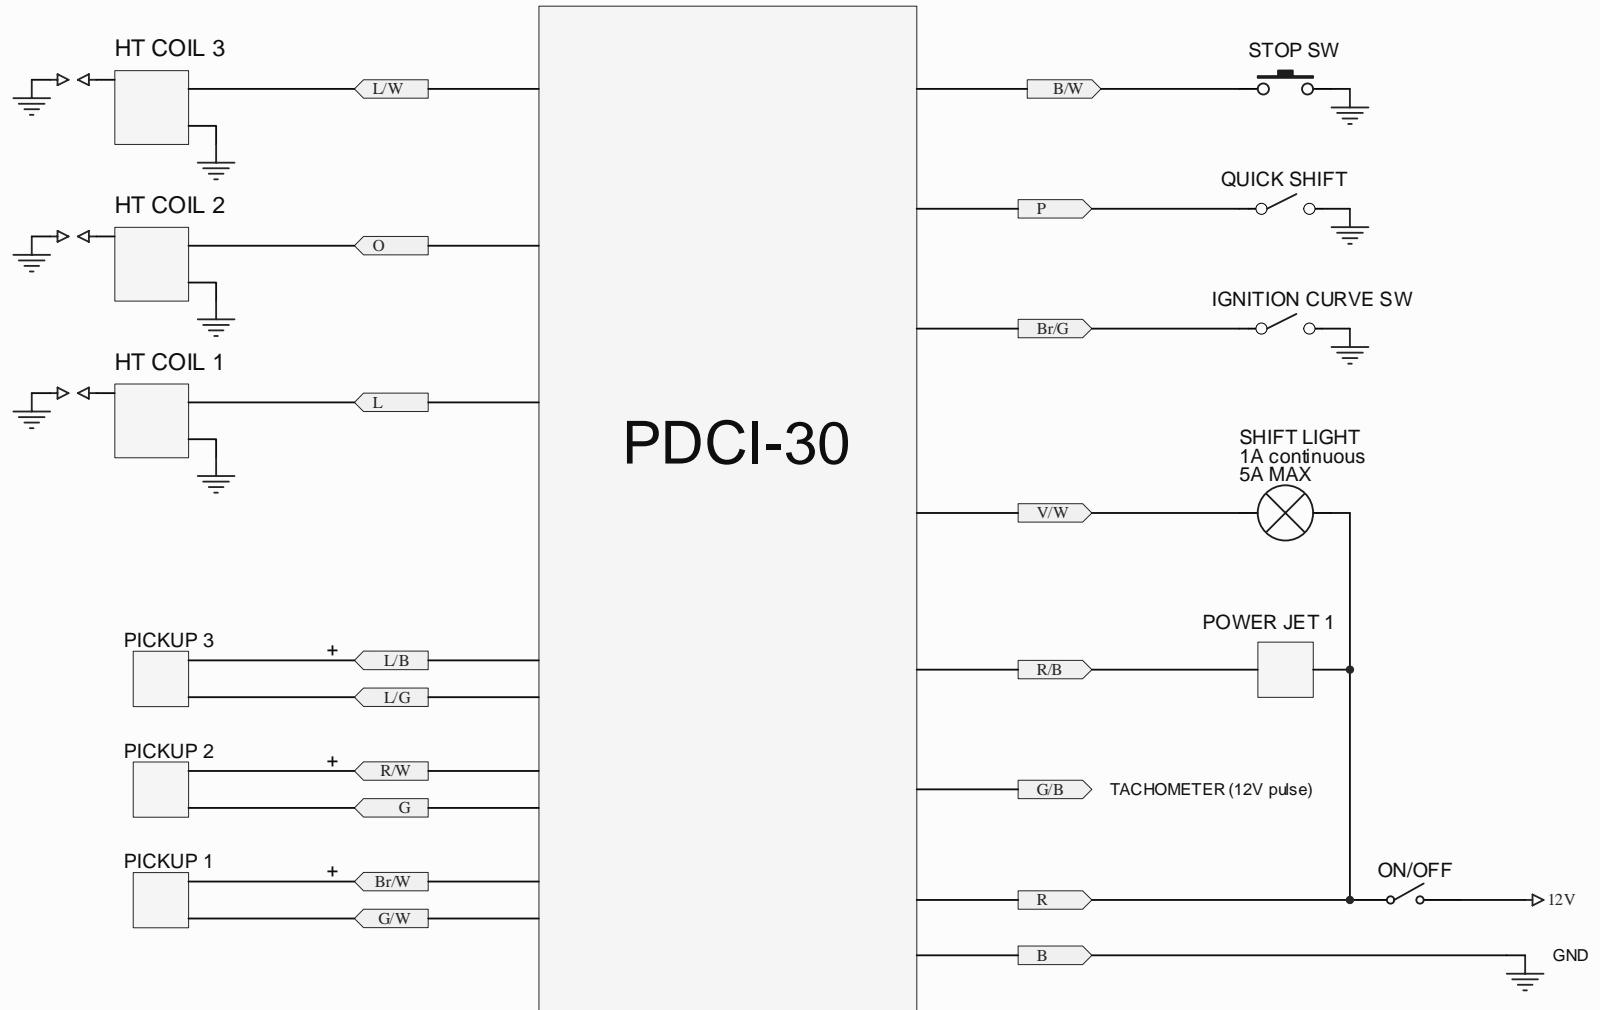 HT COIL 3
L/W
HT COIL 2
O
HT COIL 1
L
PICKUP 3
+
L/B
L/G
PICKUP 2
+
R/W
G
PICKUP 1
+
Br/W
G/W
PDCI-30
STOP SW
B/W
QUICK SHIFT
P
IGNITION CURVE SW
Br/G
SHIFT LIGHT
1A continuous
5A MAX
V/W
POWER JET 1
R/B
G/B TACHOMETER (12V pulse)
ON/OFF
R
12V
B
GND